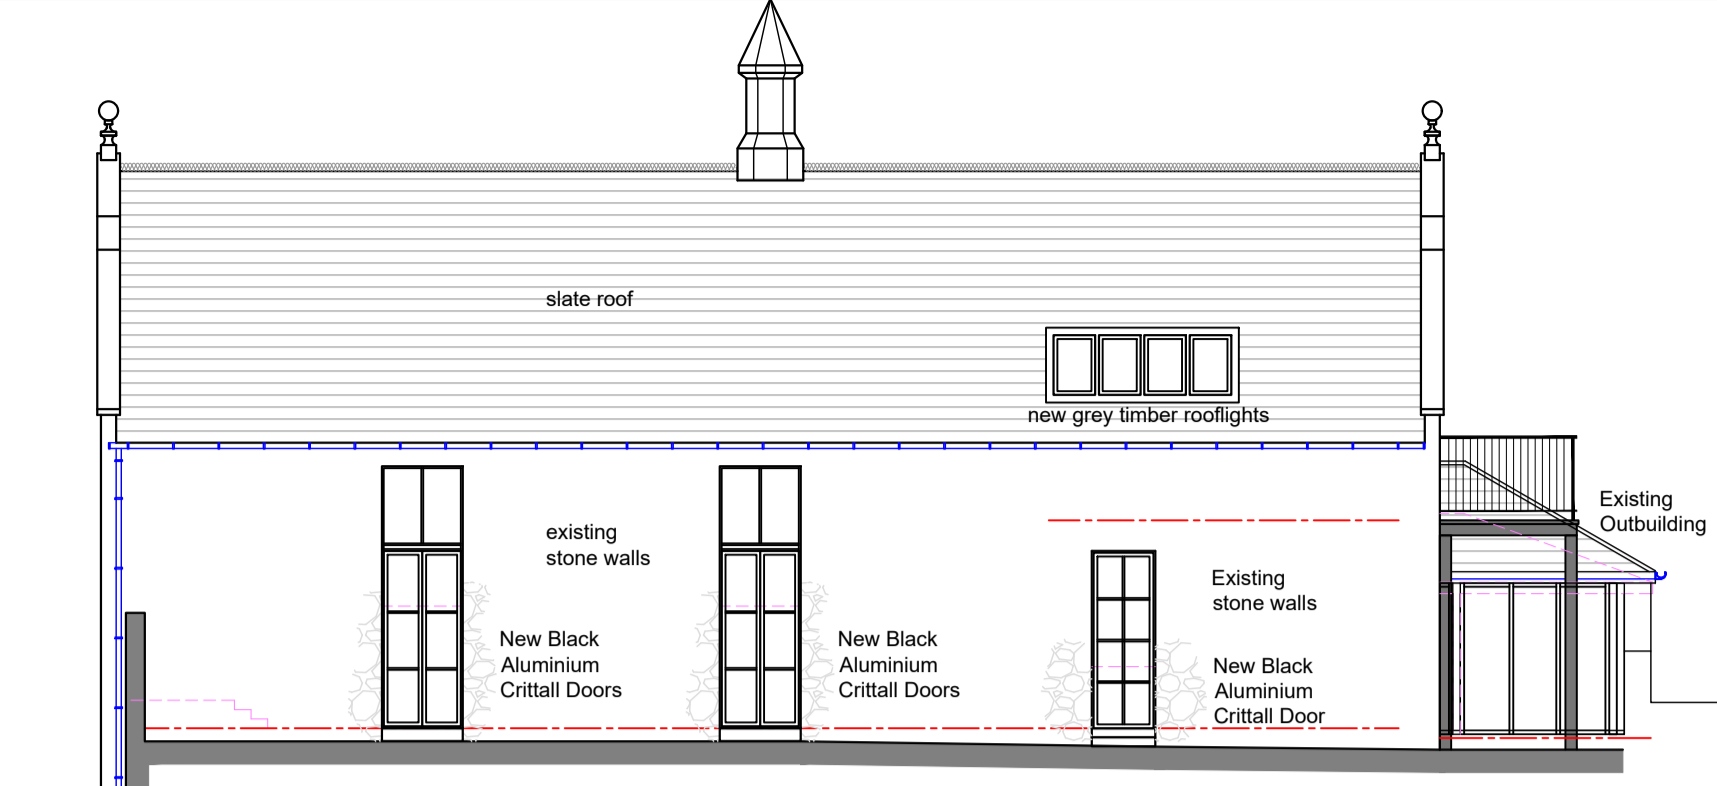 slate roof
new grey timber rooflights
Existing
Outbuilding
existing
stone walls
Existing
stone walls
New Black
Aluminium
Crittall Doors
New Black
Aluminium
Crittall Doors
New Black
Aluminium
Crittall Door